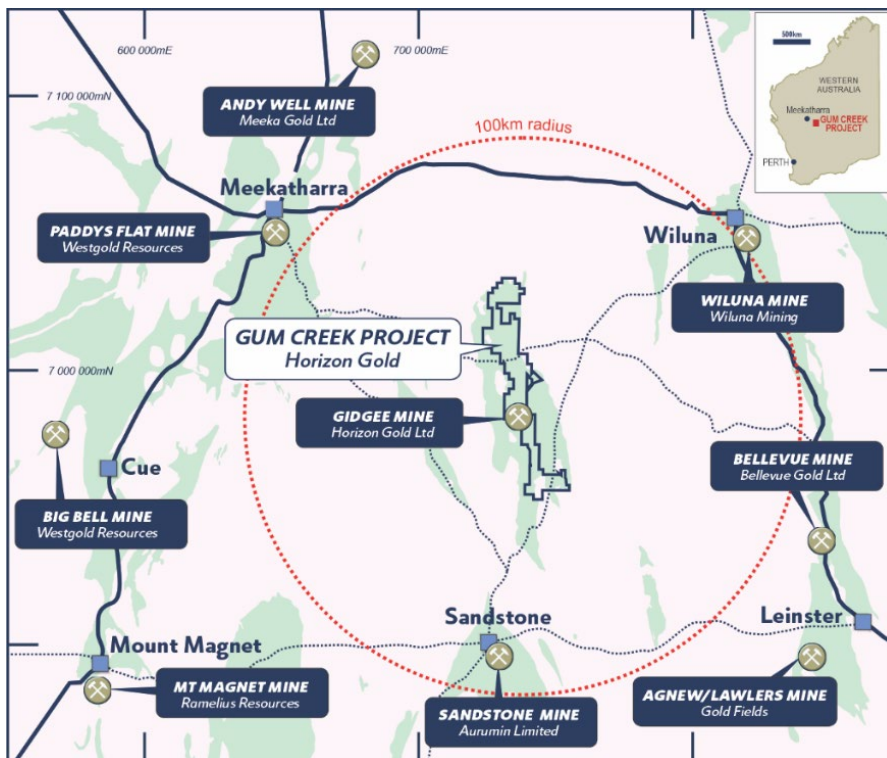 600 000mE
700 000mE
7 100 000mN
ANDY WELL MINE
Meeka Gold Ltd
500km
WESTERN
AUSTRALIA
Meekatharra
GUM CREEK
PROJECT
PERTH
100km radius
Meekatharra
PADDYS FLAT MINE
Westgold Resources
Wiluna
WILUNA MINE
Wiluna Mining
GUM CREEK PROJECT
Horizon Gold
7 000 000mN
GIDGEE MINE
Horizon Gold Ltd
BELLEVUE MINE
Bellevue Gold Ltd
Cue
BIG BELL MINE
Westgold Resources
Sandstone
Leinster
Mount Magnet
MT MAGNET MINE
Ramelius Resources
SANDSTONE MINE
Aurumin Limited
AGNEW/LAWLERS MINE
Gold Fields